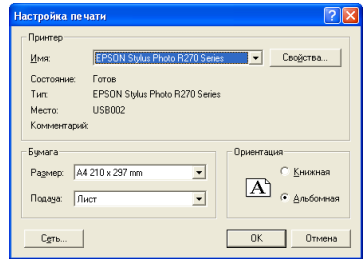 Настройка печати
Принтер
Имя: EPSON Stylus Photo R270 Series Свойства...
Состояние: Готов
Тип: EPSON Stylus Photo R270 Series
Место: USB002
Комментарий:
Бумага
Размер: A4 210 x 297 mm
Подача: Лист
Ориентация
A
Книжная
Альбомная
Сеть... OK Отмена